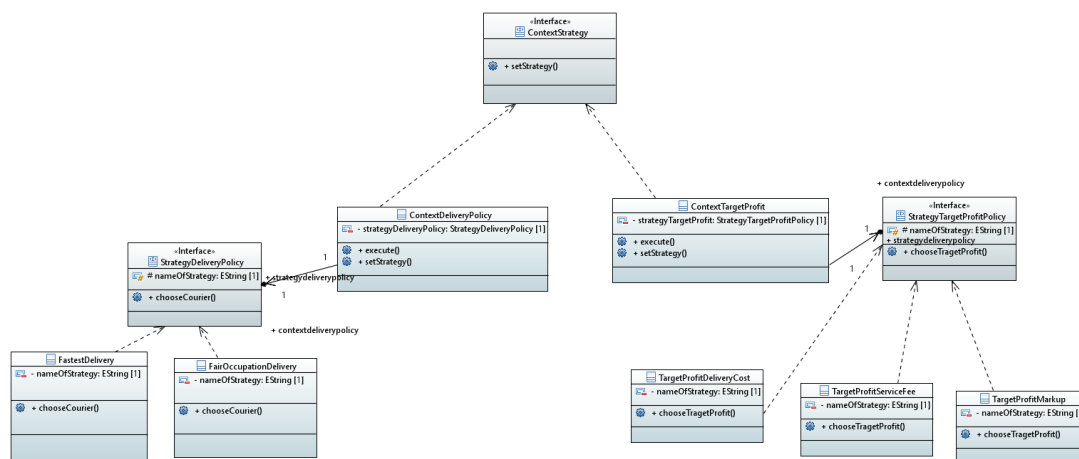 «Interface»
ContextStrategy
+ setStrategy()
+ contextdeliverypolicy
ContextDeliveryPolicy
- strategyDeliveryPolicy: StrategyDeliveryPolicy [1]
+ execute()
+ setStrategy()
ContextTargetProfit
- strategyTargetProfit: StrategyTargetProfitPolicy [1]
+ execute()
+ setStrategy()
«Interface»
StrategyTargetProfitPolicy
# nameOfStrategy: EString [1]
+ strategydeliverypolicy
+ chooseTragetProfit()
1
1
«Interface»
StrategyDeliveryPolicy
# nameOfStrategy: EString [1]
+ chooseCourier()
1
+ strategydeliverypolicy
1
+ contextdeliverypolicy
FastestDelivery
- nameOfStrategy: EString [1]
+ chooseCourier()
FairOccupationDelivery
- nameOfStrategy: EString [1]
+ chooseCourier()
TargetProfitDeliveryCost
- nameOfStrategy: EString [1]
+ chooseTragetProfit()
TargetProfitServiceFee
- nameOfStrategy: EString [1]
+ chooseTragetProfit()
TargetProfitMarkup
- nameOfStrategy: EString [1]
+ chooseTragetProfit()